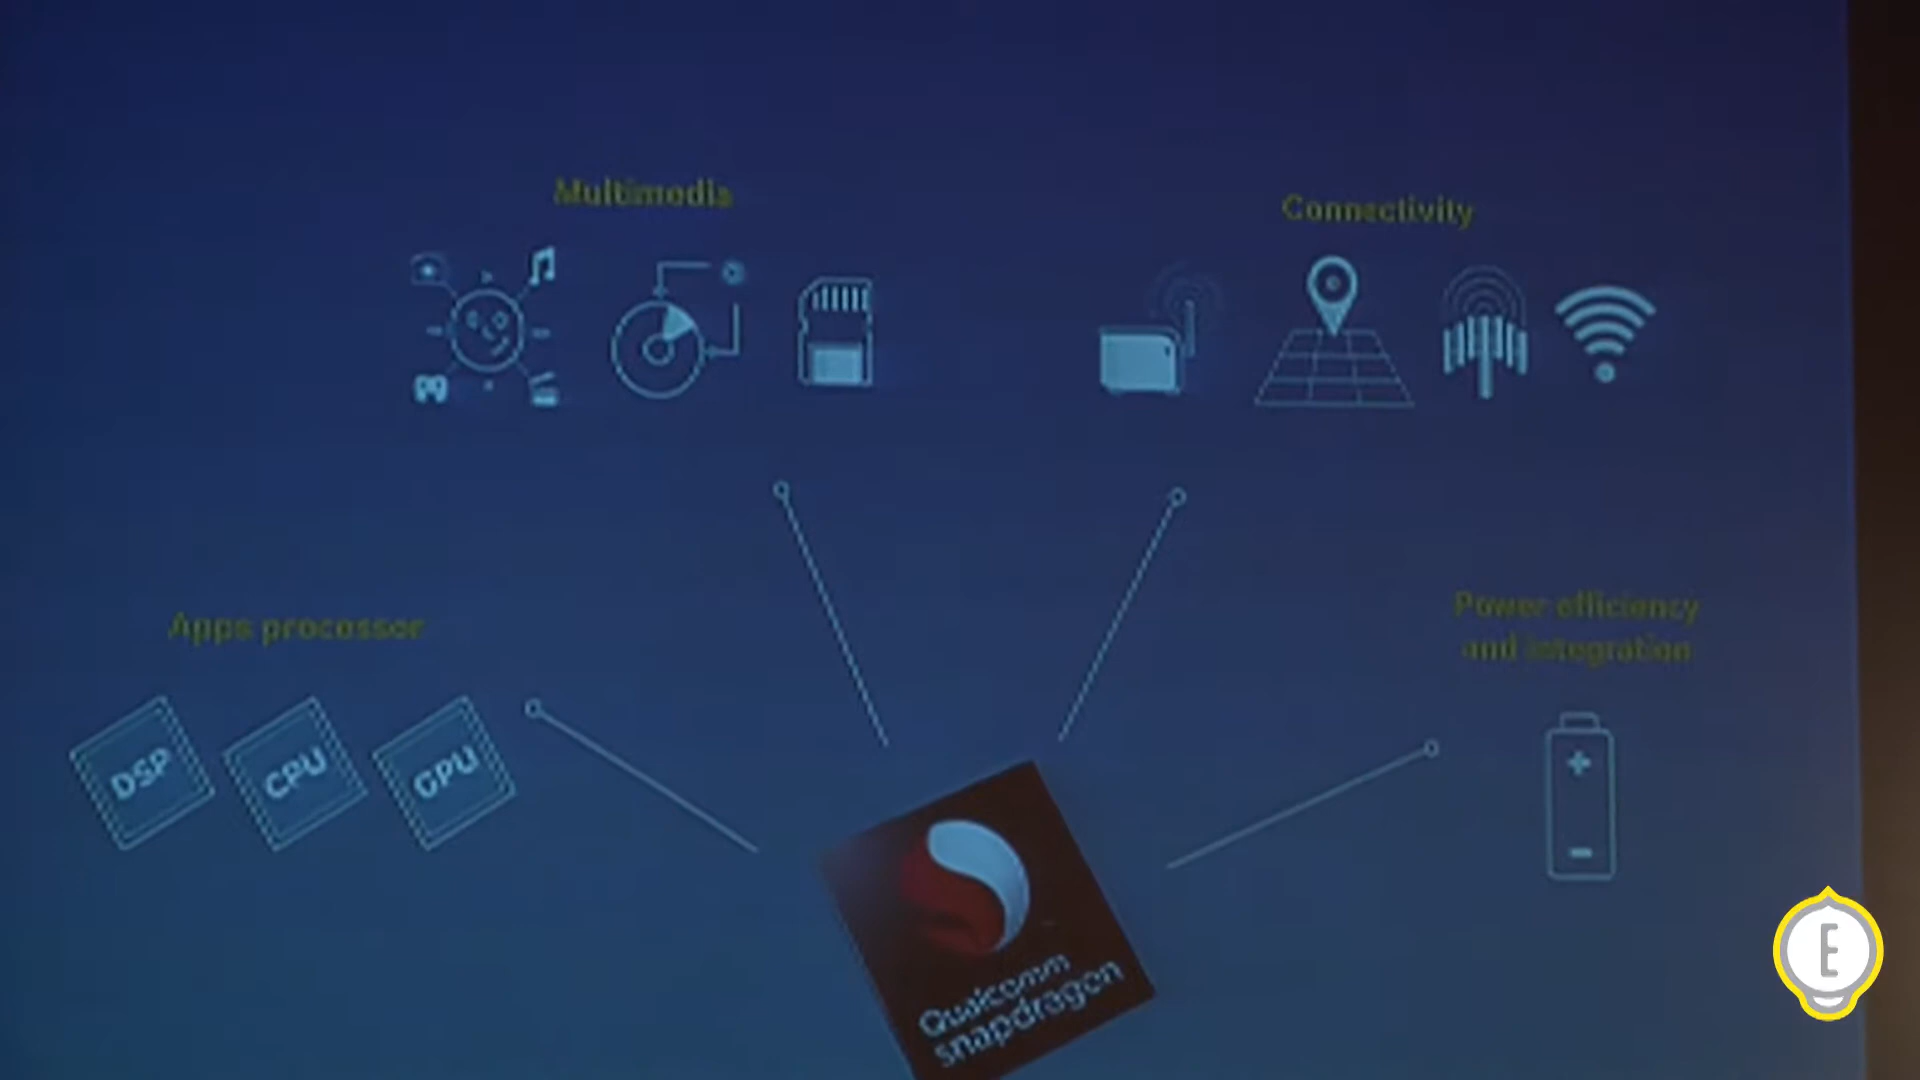 Multimedia
Connectivity
Apps processor
Power efficiency
and integration
DSP
CPU
GPU
Qualcomm
snapdragon
E